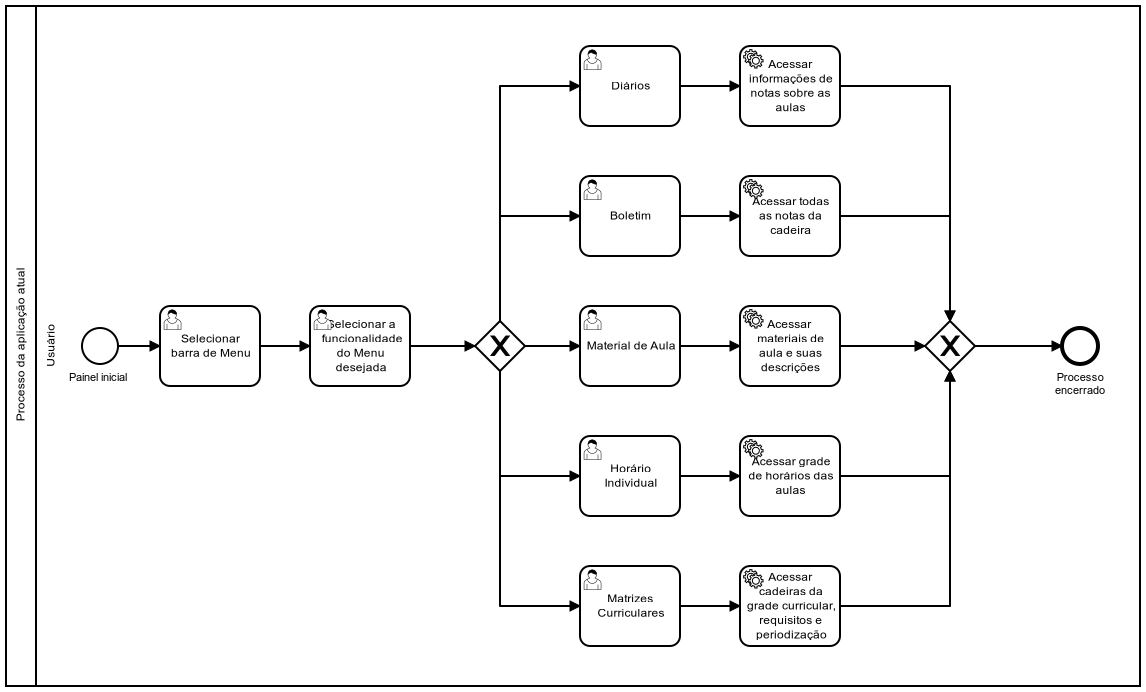 Processo da aplicação atual
Usuário
Painel inicial
Selecionar
barra de Menu
Selecionar a
funcionalidade
do Menu
desejada
Diários
Acessar
informações de
notas sobre as
aulas
Boletim
Acessar todas
as notas da
cadeira
Material de Aula
Acessar
materiais de
aula e suas
descrições
Horário
Individual
Acessar grade
de horários das
aulas
Matrizes
Curriculares
Acessar
cadeiras da
grade curricular,
requisitos e
periodização
Processo
encerrado